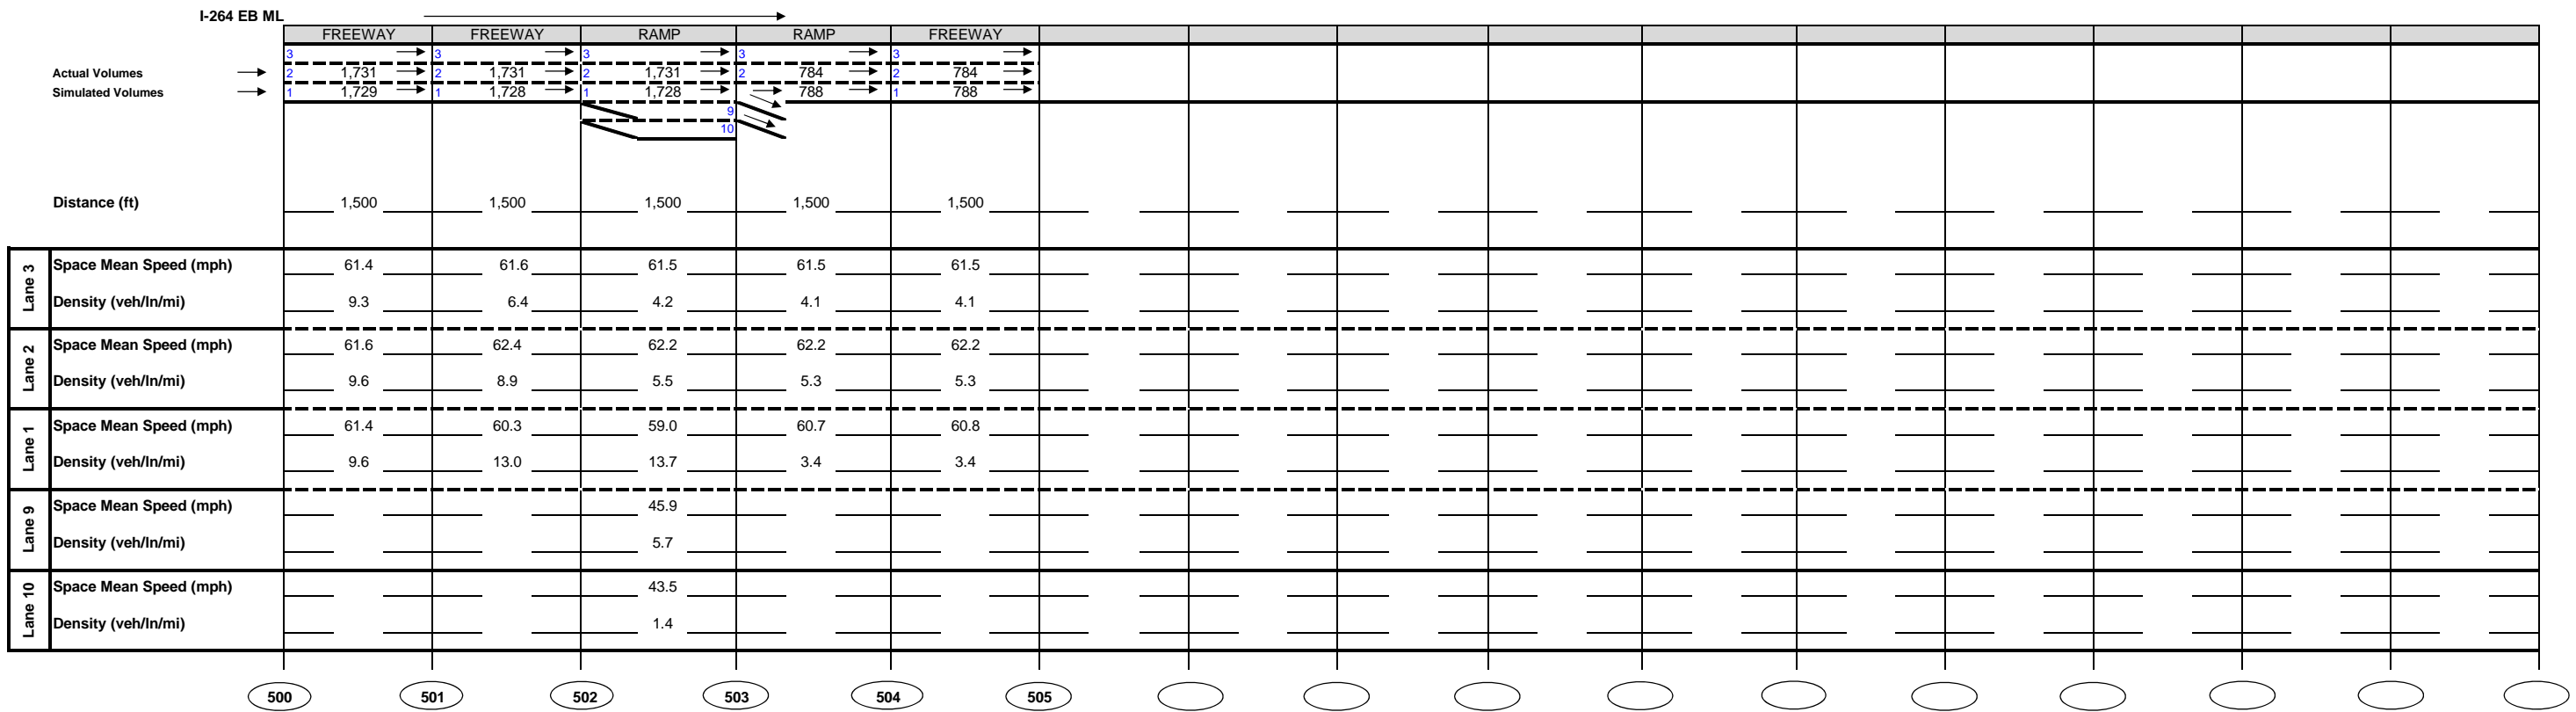 I-264 EB ML
FREEWAY FREEWAY RAMP RAMP FREEWAY
3 3 3 3 3
Actual Volumes 2 1,731 2 1,731 2 1,731 2 784 2 784
Simulated Volumes 1 1,729 1 1,728 1 1,728 788 1 788
9
10
Distance (ft) 1,500 1,500 1,500 1,500 1,500
Lane 3
Space Mean Speed (mph) 61.4 61.6 61.5 61.5 61.5
Density (veh/ln/mi) 9.3 6.4 4.2 4.1 4.1
Lane 2
Space Mean Speed (mph) 61.6 62.4 62.2 62.2 62.2
Density (veh/ln/mi) 9.6 8.9 5.5 5.3 5.3
Lane 1
Space Mean Speed (mph) 61.4 60.3 59.0 60.7 60.8
Density (veh/ln/mi) 9.6 13.0 13.7 3.4 3.4
Lane 9
Space Mean Speed (mph) 45.9
Density (veh/ln/mi) 5.7
Lane 10
Space Mean Speed (mph) 43.5
Density (veh/ln/mi) 1.4
500 501 502 503 504 505